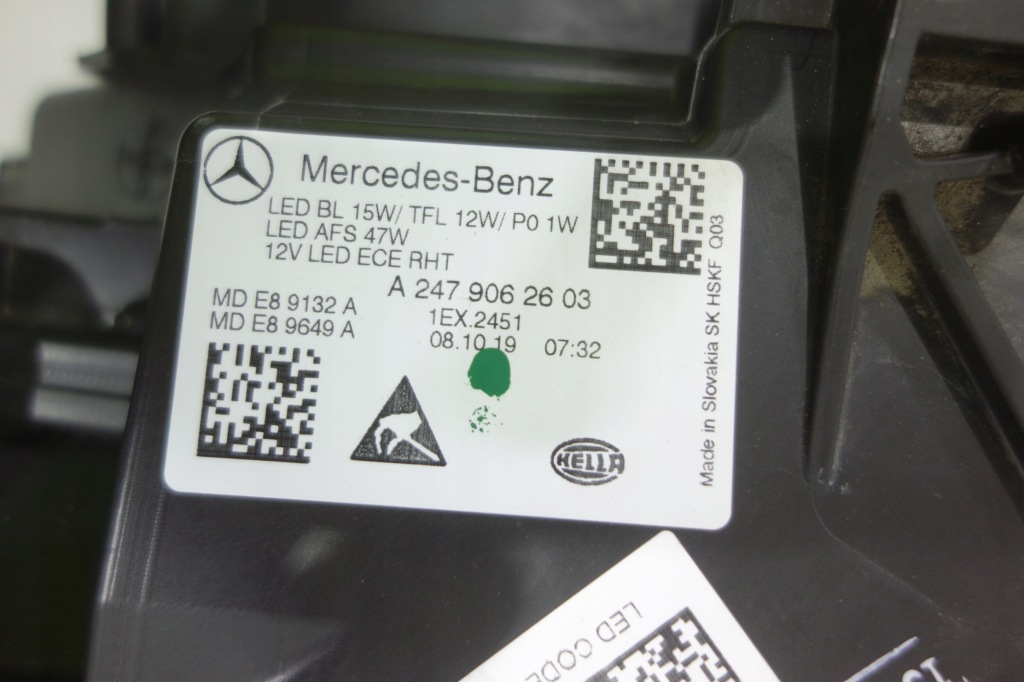 Mercedes-Benz
LED BL 15W/ TFL 12W/ P0 1W
LED AFS 47W
12V LED ECE RHT
A 247 906 26 03
MD E8 9132 A
MD E8 9649 A
1EX.2451
08.10.19 07:32
HELLA
Made in Slovakia SK HSKF Q03
LED CODE